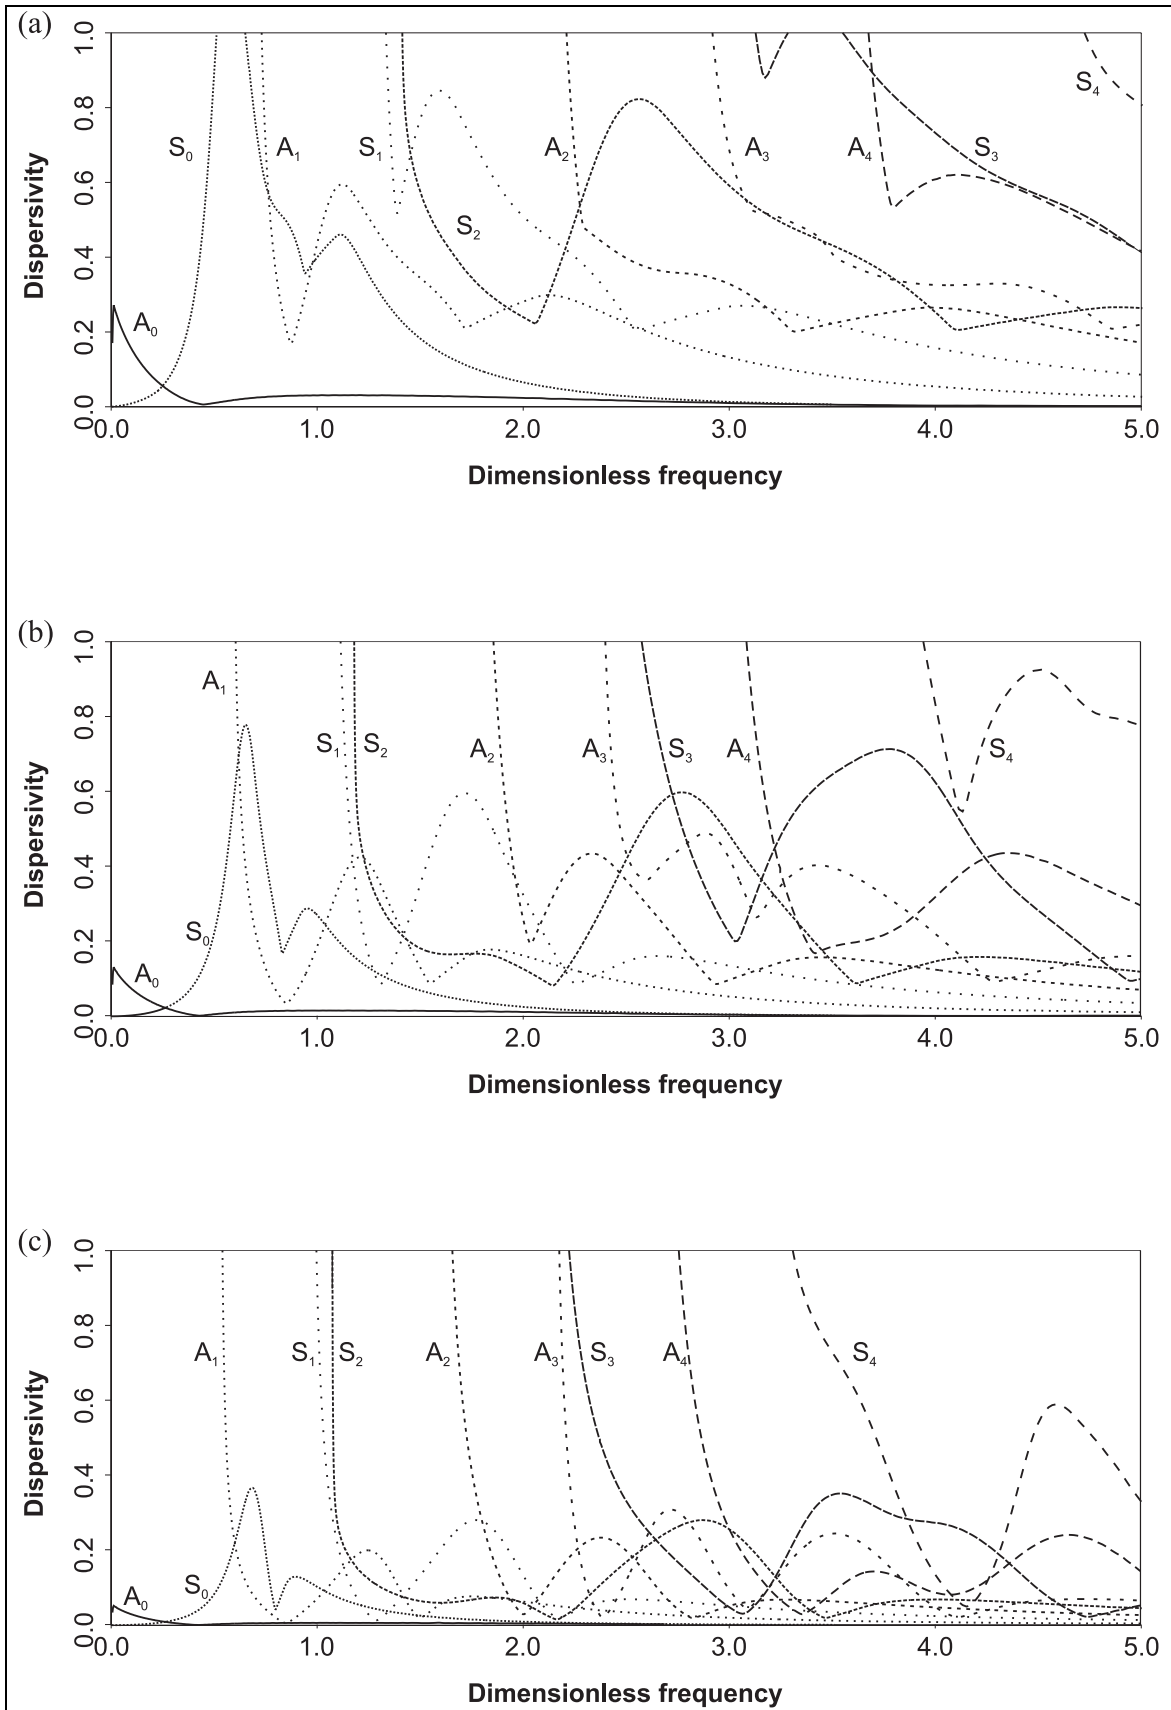 (a)
1.0
0.8
0.6
0.4
0.2
0.0
Dispersivity
S4
S0 A1 S1 A2 A3 A4 S3
S2
A0
0.0 1.0 2.0 3.0 4.0 5.0
Dimensionless frequency
(b)
1.0
0.8
0.6
0.4
0.2
0.0
Dispersivity
A1
S1 S2 A2 A3 S3 A4 S4
S0
A0
0.0 1.0 2.0 3.0 4.0 5.0
Dimensionless frequency
(c)
1.0
0.8
0.6
0.4
0.2
0.0
Dispersivity
A1 S1 S2 A2 A3 S3 A4 S4
A0 S0
0.0 1.0 2.0 3.0 4.0 5.0
Dimensionless frequency